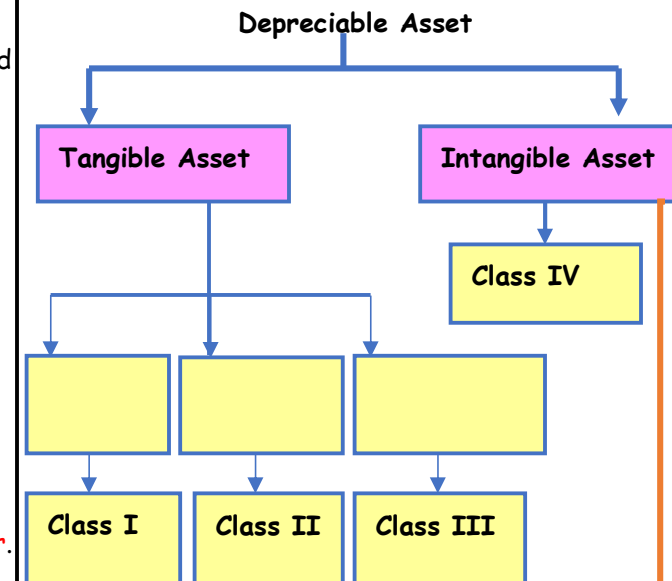 Depreciable Asset
d
Tangible Asset
Intangible Asset
Class IV
Class I
Class II
Class III
r.